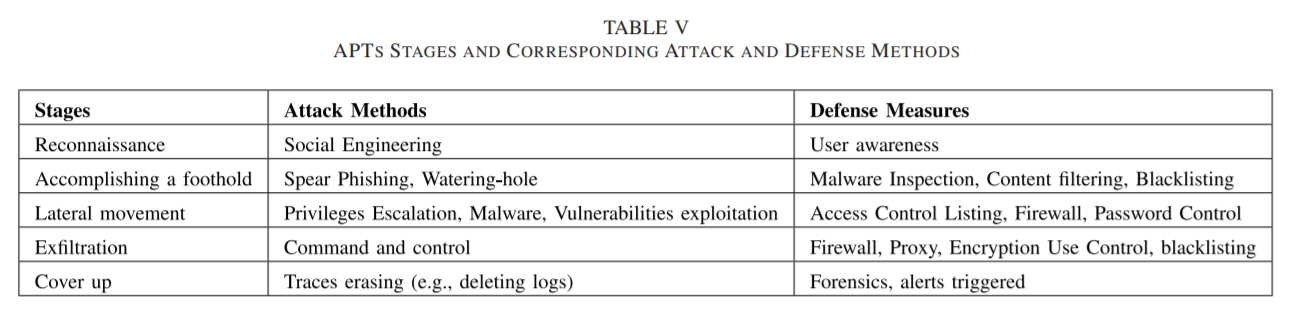 TABLE V
APTS STAGES AND CORRESPONDING ATTACK AND DEFENSE METHODS
Stages Attack Methods Defense Measures
Reconnaissance Social Engineering User awareness
Accomplishing a foothold Spear Phishing, Watering-hole Malware Inspection, Content filtering, Blacklisting
Lateral movement Privileges Escalation, Malware, Vulnerabilities exploitation Access Control Listing, Firewall, Password Control
Exfiltration Command and control Firewall, Proxy, Encryption Use Control, blacklisting
Cover up Traces erasing (e.g., deleting logs) Forensics, alerts triggered